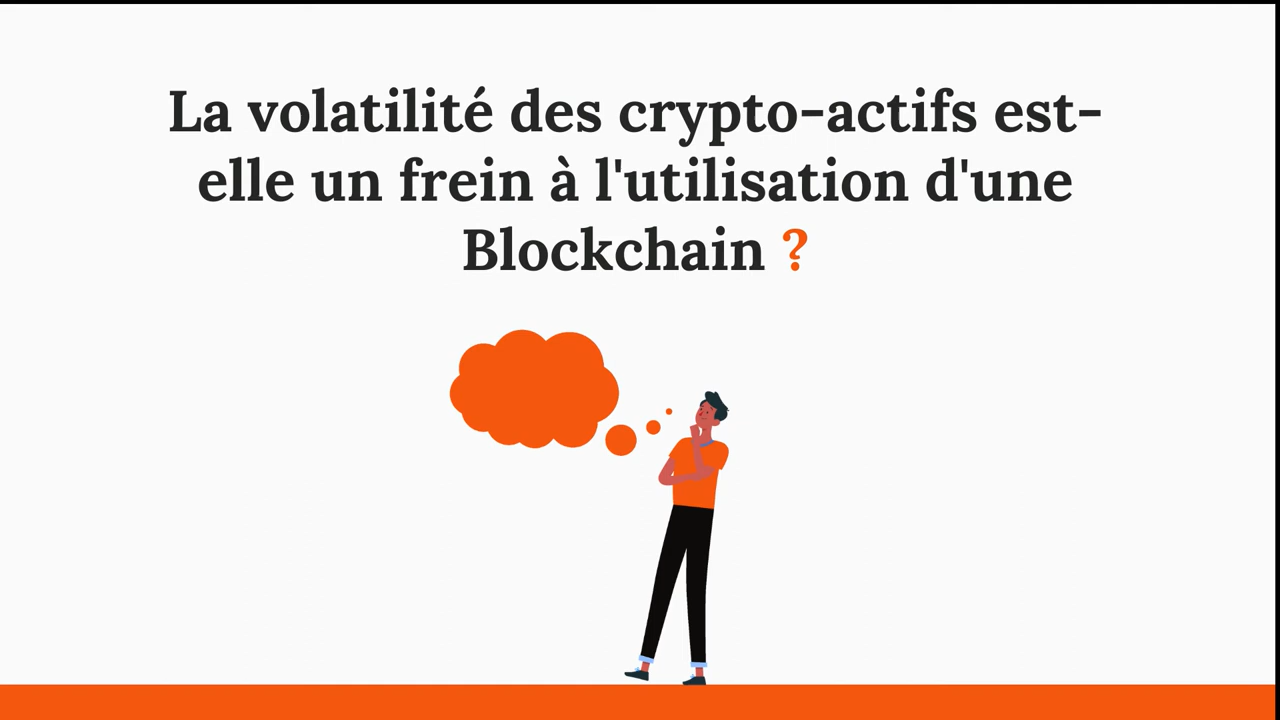 La volatilité des crypto-actifs est-
elle un frein à l'utilisation d'une
Blockchain ?